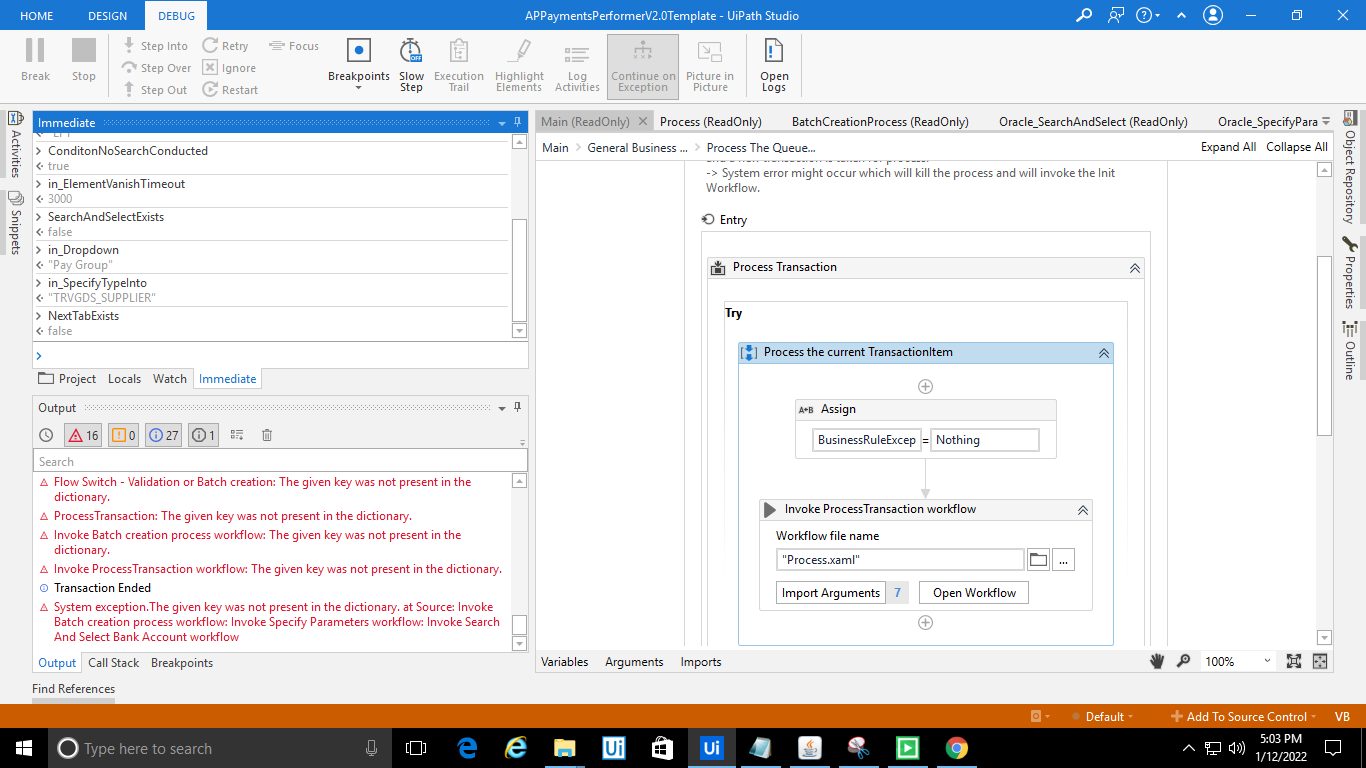 HOME DESIGN DEBUG APPaymentsPerformerV2.0Template - UiPath Studio
Break Stop Step Into Step Over Step Out Retry Ignore Restart Focus Breakpoints Slow Step Execution Trail Highlight Elements Log Activities Continue on Exception Picture in Picture Open Logs
Activities
Snippets
Immediate
ConditonNoSearchConducted
true
in_ElementVanishTimeout
3000
SearchAndSelectExists
false
in_Dropdown
"Pay Group"
in_SpecifyTypeInto
"TRVGDS_SUPPLIER"
NextTabExists
false
Project Locals Watch Immediate
Output
16 0 27 1
Search
Flow Switch - Validation or Batch creation: The given key was not present in the
dictionary.
ProcessTransaction: The given key was not present in the dictionary.
Invoke Batch creation process workflow: The given key was not present in the
dictionary.
Invoke ProcessTransaction workflow: The given key was not present in the dictionary.
Transaction Ended
System exception.The given key was not present in the dictionary. at Source: Invoke
Batch creation process workflow: Invoke Specify Parameters workflow: Invoke Search
And Select Bank Account workflow
Output Call Stack Breakpoints
Find References
Main (ReadOnly) Process (ReadOnly) BatchCreationProcess (ReadOnly) Oracle_SearchAndSelect (ReadOnly) Oracle_SpecifyPara
Main General Business ... Process The Queue... Expand All Collapse All
and a new transaction is taken for process.
-> System error might occur which will kill the process and will invoke the Init
Workflow.
Entry
Process Transaction
Try
Process the current TransactionItem
A+B Assign
BusinessRuleExcep = Nothing
Invoke ProcessTransaction workflow
Workflow file name
"Process.xaml" ...
Import Arguments 7 Open Workflow
Variables Arguments Imports 100%
Object Repository
Properties
Outline
Default Add To Source Control VB
Type here to search
Ui Ui
5:03 PM
1/12/2022